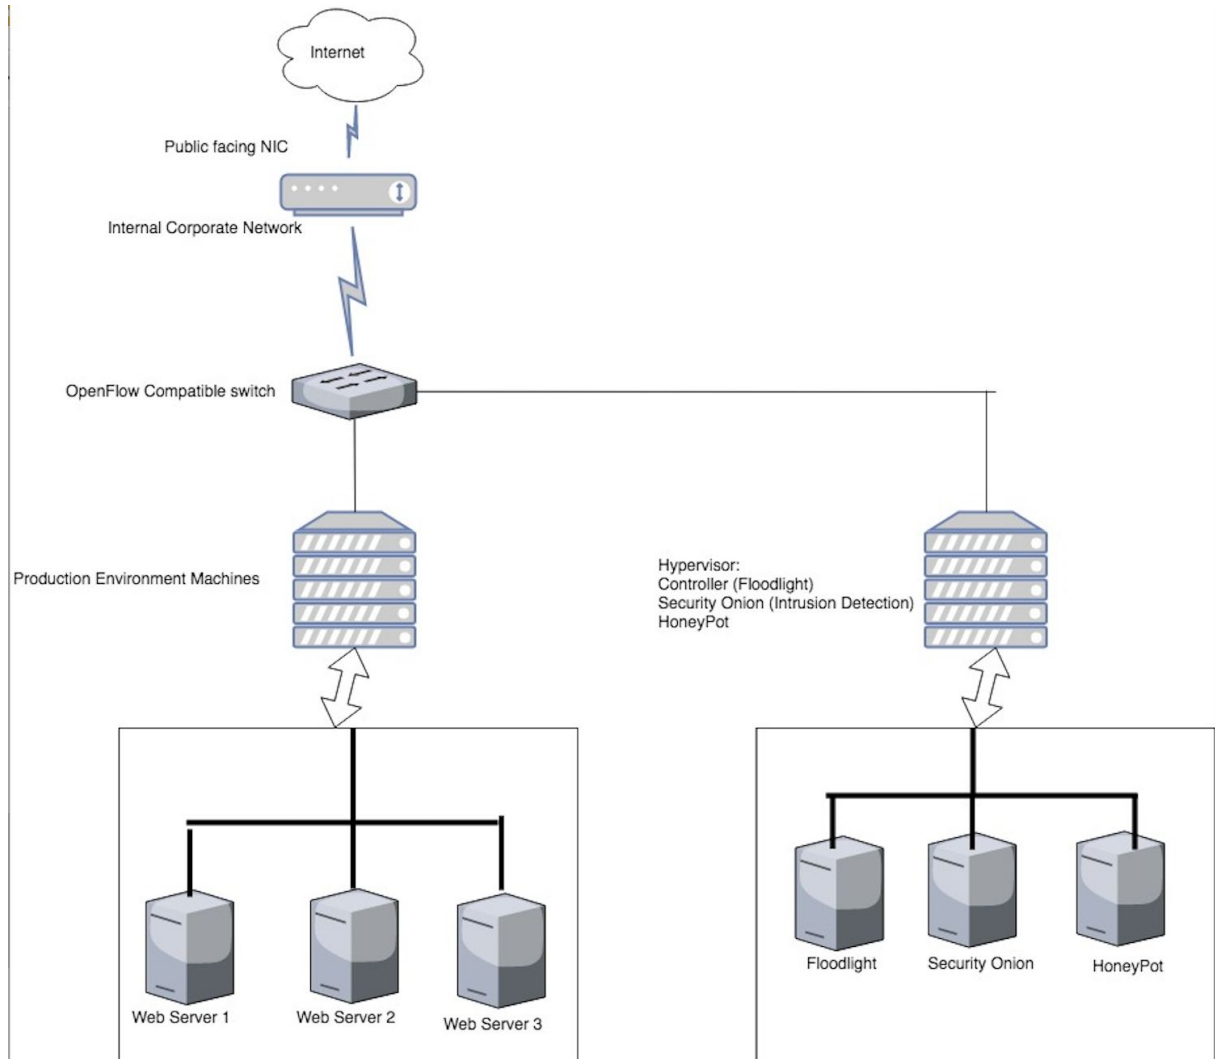 Internet
Public facing NIC
Internal Corporate Network
OpenFlow Compatible switch
Production Environment Machines
Hypervisor:
Controller (Floodlight)
Security Onion (Intrusion Detection)
HoneyPot
Web Server 1
Web Server 2
Web Server 3
Floodlight
Security Onion
HoneyPot